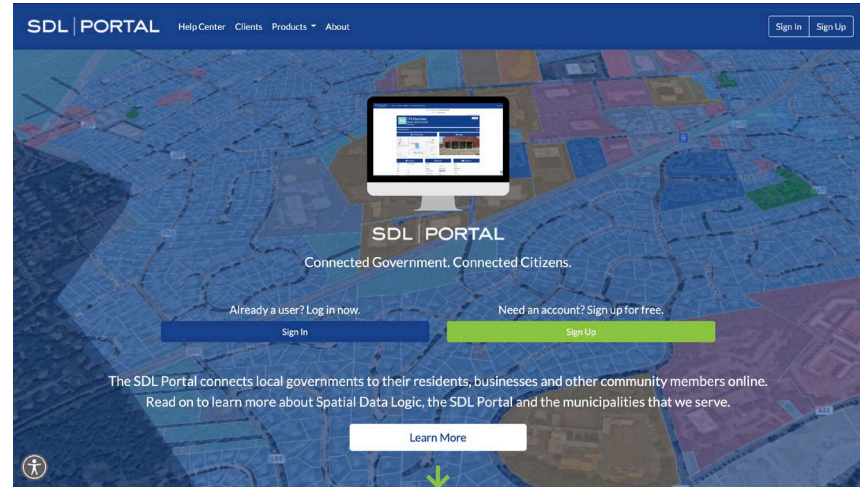 SDL | PORTAL Help Center Clients Products About Sign In Sign Up
SDL | PORTAL
Connected Government. Connected Citizens.
Already a user? Log in now. Need an account? Sign up for free.
Sign In Sign Up
The SDL Portal connects local governments to their residents, businesses and other community members online.
Read on to learn more about Spatial Data Logic, the SDL Portal and the municipalities that we serve.
Learn More